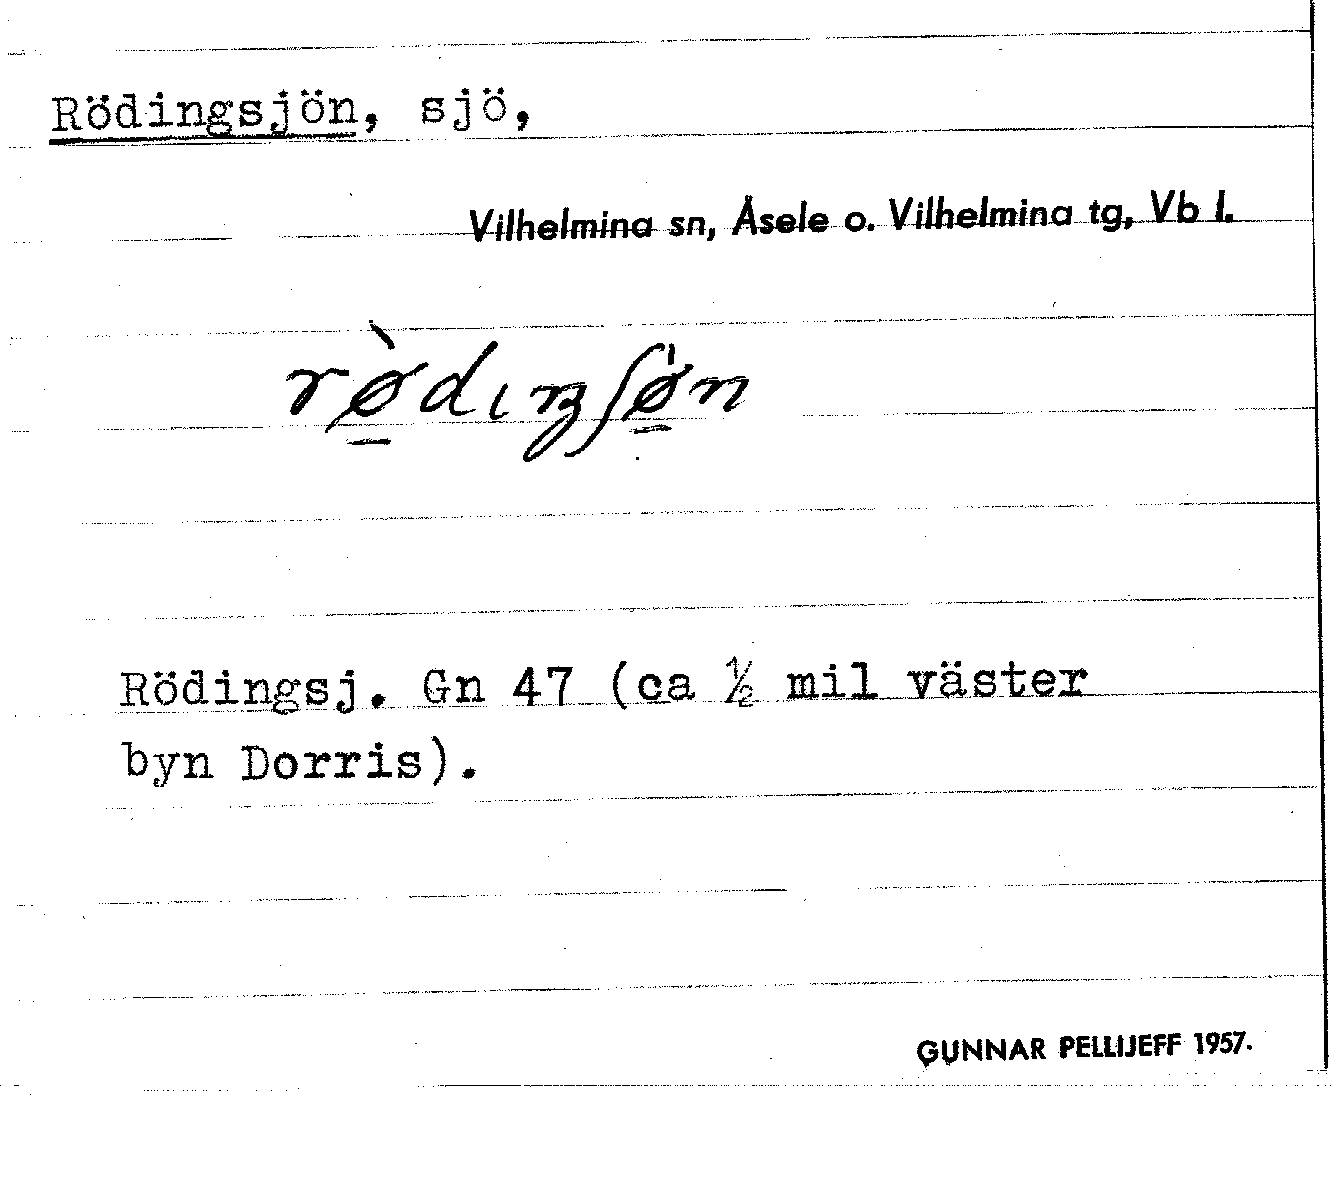 Rödingsjön, sjö,
Vilhelmina sn, Åsele o. Vilhelmina tg, Vb l.
rø̠̀dıŋʃø̠̍n
Rödingsj. Gn 47 (ca ½ mil väster
byn Dorris).
GUNNAR PELLIJEFF 1957.